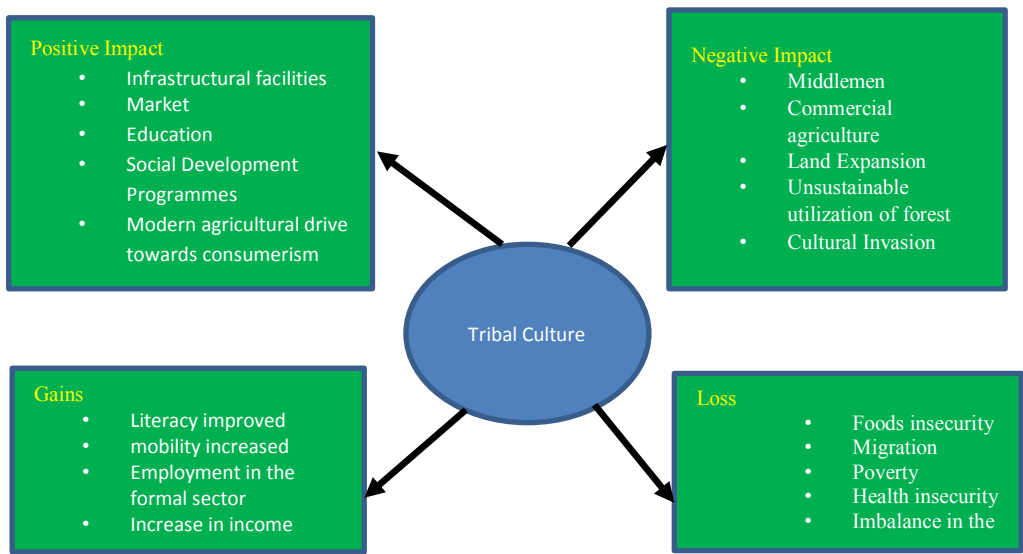 Positive Impact
• Infrastructural facilities
• Market
• Education
• Social Development
Programmes
• Modern agricultural drive
towards consumerism
Negative Impact
• Middlemen
• Commercial
agriculture
• Land Expansion
• Unsustainable
utilization of forest
• Cultural Invasion
Tribal Culture
Gains
• Literacy improved
• mobility increased
• Employment in the
formal sector
• Increase in income
Loss
• Foods insecurity
• Migration
• Poverty
• Health insecurity
• Imbalance in the